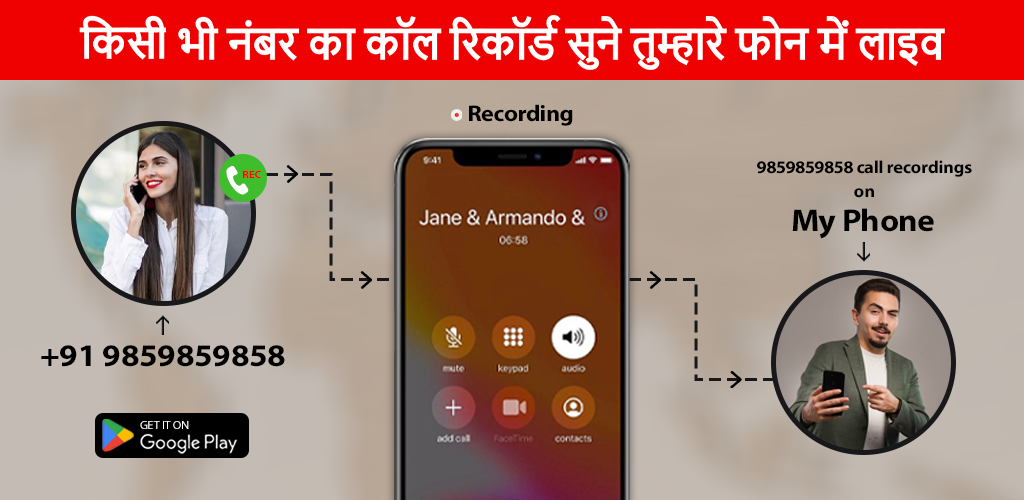 किसी भी नंबर का कॉल रिकॉर्ड सुने तुम्हारे फोन में लाइव
Recording
REC
+91 9859859858
GET IT ON
Google Play
9:41
Jane & Armando &
06:58
mute keypad audio
add call FaceTime contacts
9859859858 call recordings
on
My Phone